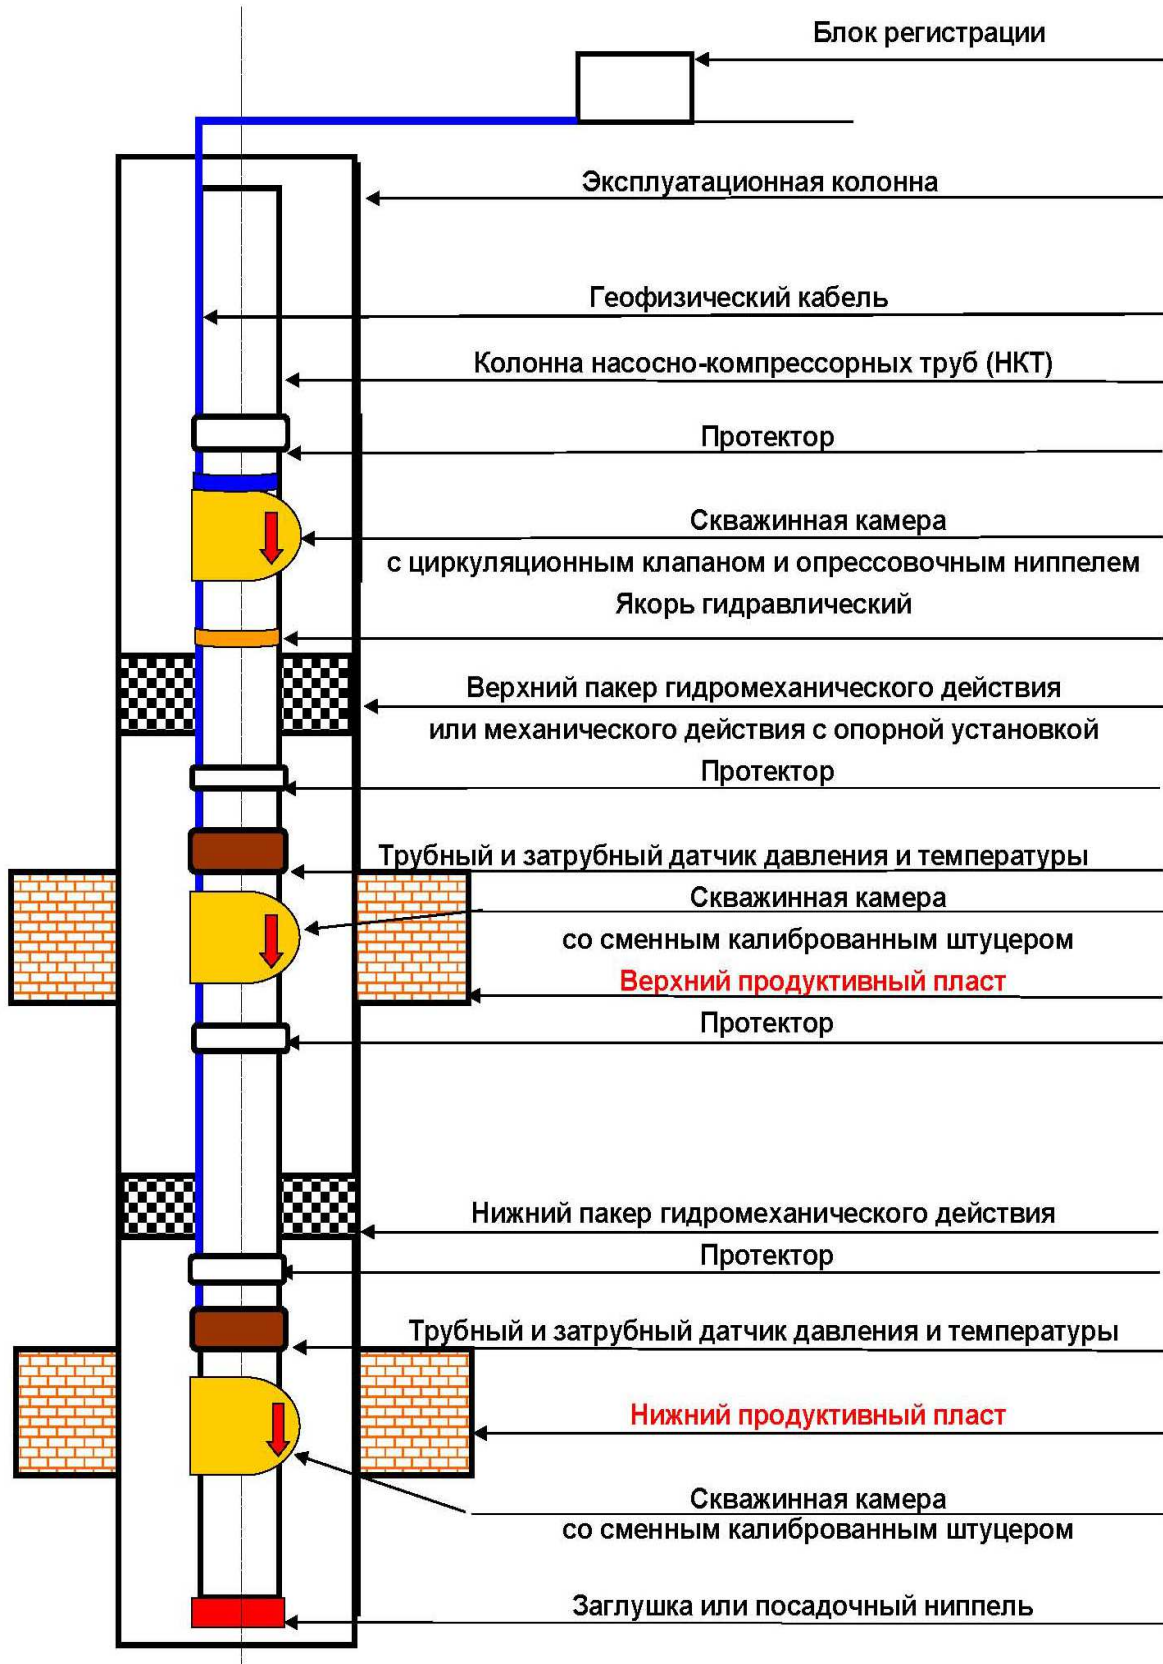 Блок регистрации
Эксплуатационная колонна
Геофизический кабель
Колонна насосно-компрессорных труб (НКТ)
Протектор
Скважинная камера
с циркуляционным клапаном и опрессовочным ниппелем
Якорь гидравлический
Верхний пакер гидромеханического действия
или механического действия с опорной установкой
Протектор
Трубный и затрубный датчик давления и температуры
Скважинная камера
со сменным калиброванным штуцером
Верхний продуктивный пласт
Протектор
Нижний пакер гидромеханического действия
Протектор
Трубный и затрубный датчик давления и температуры
Нижний продуктивный пласт
Скважинная камера
со сменным калиброванным штуцером
Заглушка или посадочный ниппель